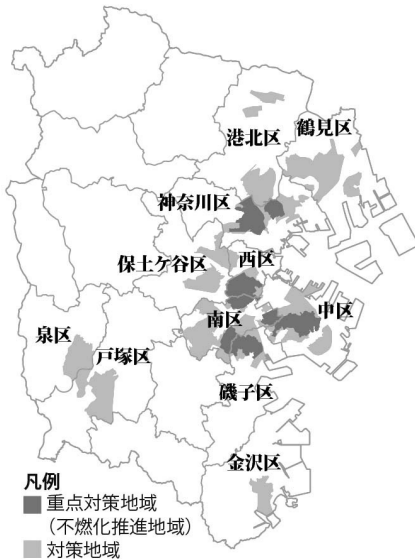 港北区
鶴見区
神奈川区
保土ケ谷区
西区
中区
南区
泉区
戸塚区
磯子区
金沢区
凡例
重点対策地域
(不燃化推進地域)
対策地域